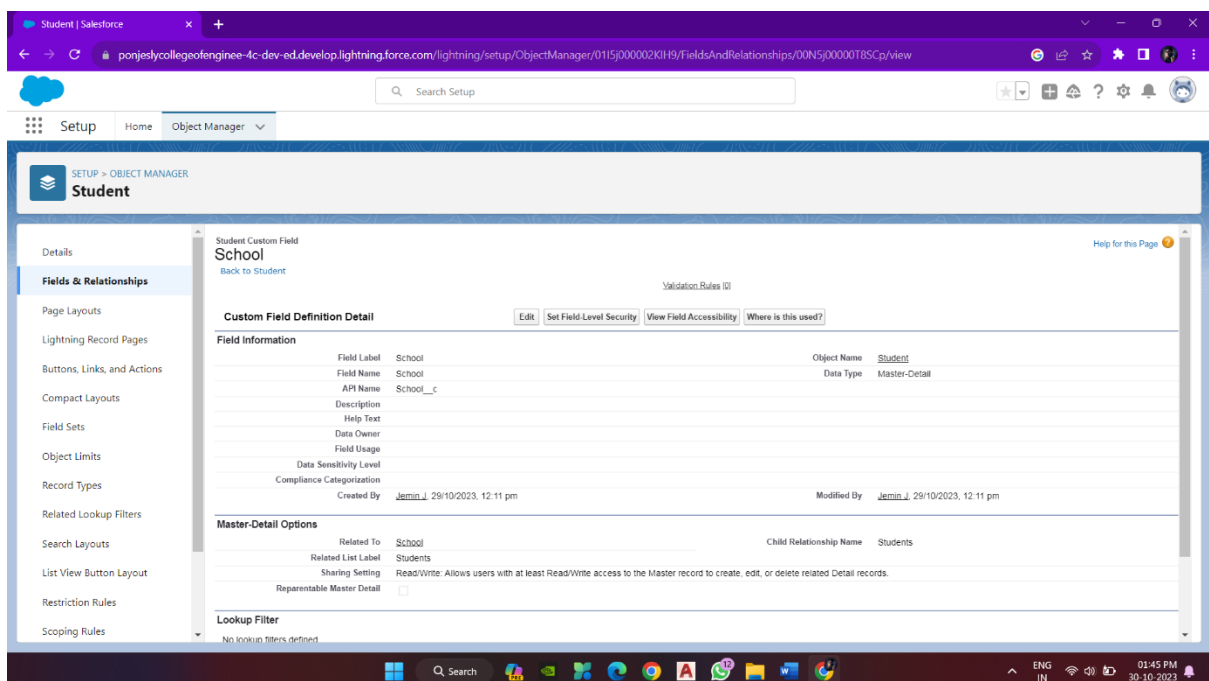 Student | Salesforce
ponjeslycollegeofenginee-4c-dev-ed.develop.lightning.force.com/lightning/setup/ObjectManager/01I5j000002KIH9/FieldsAndRelationships/00N5j00000T8SCp/view
Search Setup
Setup Home Object Manager
SETUP > OBJECT MANAGER
Student
Details
Fields & Relationships
Page Layouts
Lightning Record Pages
Buttons, Links, and Actions
Compact Layouts
Field Sets
Object Limits
Record Types
Related Lookup Filters
Search Layouts
List View Button Layout
Restriction Rules
Scoping Rules
Student Custom Field
School
Back to Student
Help for this Page
Validation Rules [0]
Custom Field Definition Detail Edit Set Field-Level Security View Field Accessibility Where is this used?
Field Information
Field Label School Object Name Student
Field Name School Data Type Master-Detail
API Name School__c
Description
Help Text
Data Owner
Field Usage
Data Sensitivity Level
Compliance Categorization
Created By Jemin J, 29/10/2023, 12:11 pm Modified By Jemin J, 29/10/2023, 12:11 pm
Master-Detail Options
Related To School Child Relationship Name Students
Related List Label Students
Sharing Setting Read/Write: Allows users with at least Read/Write access to the Master record to create, edit, or delete related Detail records.
Reparentable Master Detail
Lookup Filter
No lookup filters defined
Search
PRE
12
ENG
IN
01:45 PM
30-10-2023